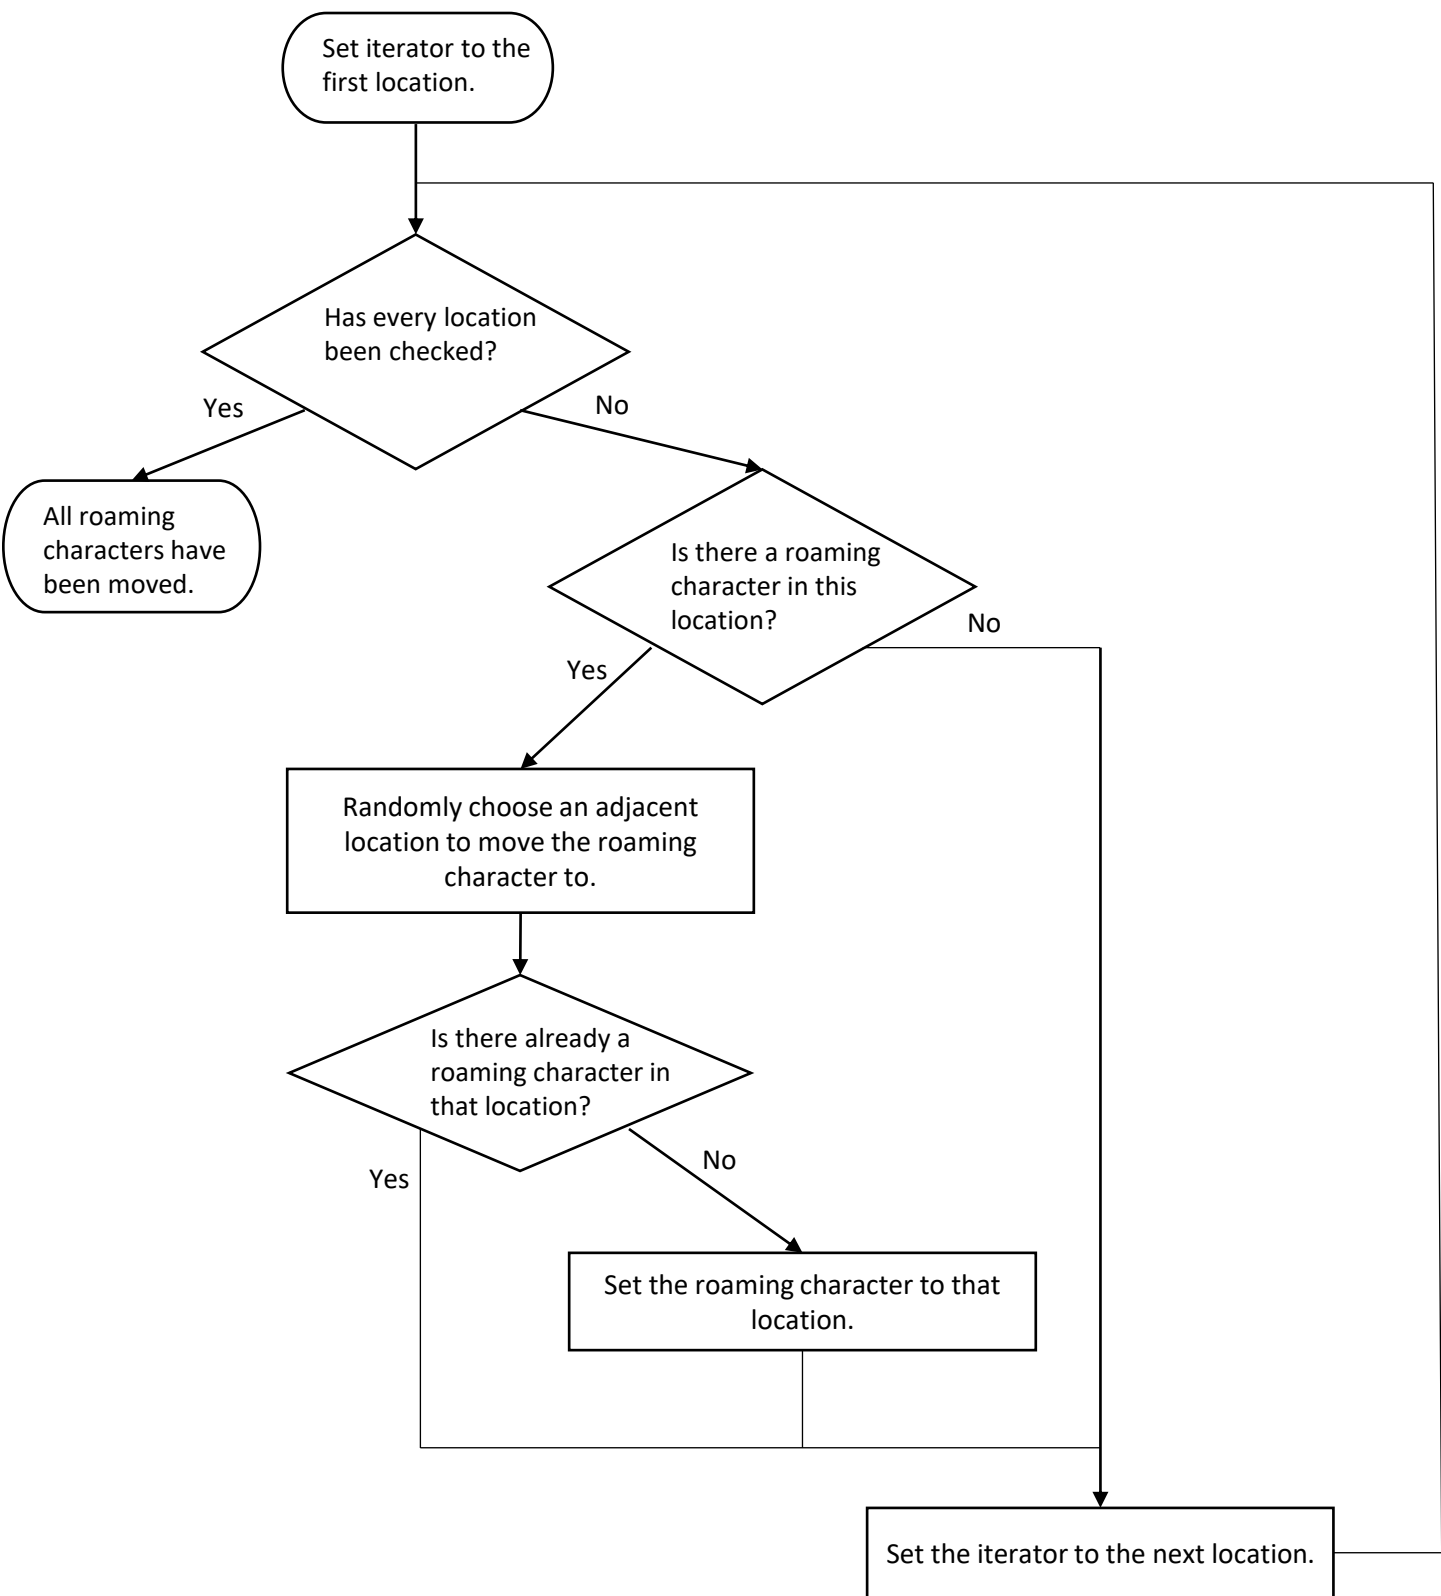 Set iterator to the
first location.
Has every location
been checked?
Yes
No
All roaming
characters have
been moved.
Is there a roaming
character in this
location?
No
Yes
Randomly choose an adjacent
location to move the roaming
character to.
Is there already a
roaming character in
that location?
No
Yes
Set the roaming character to that
location.
Set the iterator to the next location.